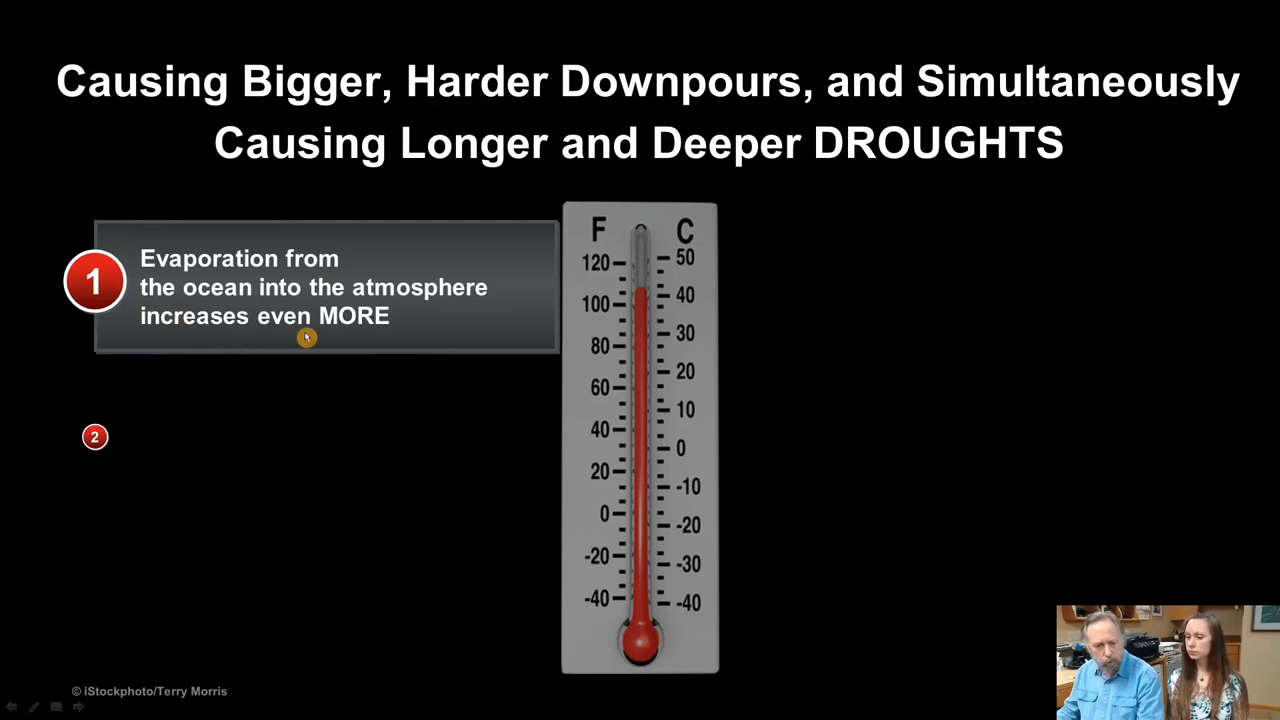 Causing Bigger, Harder Downpours, and Simultaneously
Causing Longer and Deeper DROUGHTS
1
Evaporation from
the ocean into the atmosphere
increases even MORE
2
F C
120 50
100 40
80 30
60 20
40 10
20 0
0 -10
-20 -20
-40 -30
-40
© iStockphoto/Terry Morris